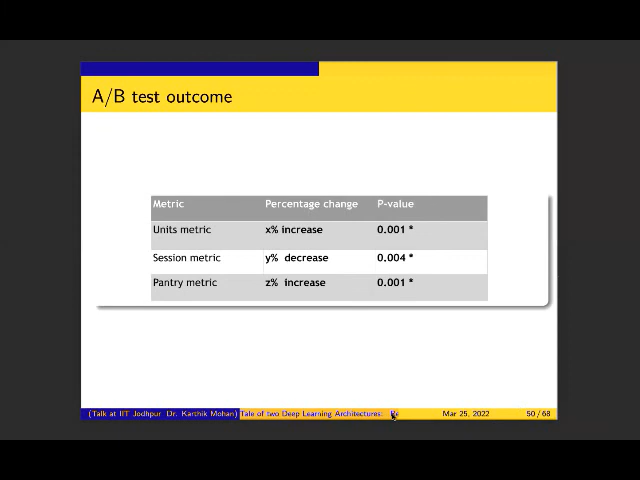 A/B test outcome
Metric Percentage change P-value
Units metric x% increase 0.001 *
Session metric y% decrease 0.004 *
Pantry metric z% increase 0.001 *
(Talk at IIT Jodhpur Dr. Karthik Mohan) Tale of two Deep Learning Architectures: Mar 25, 2022 50 / 68